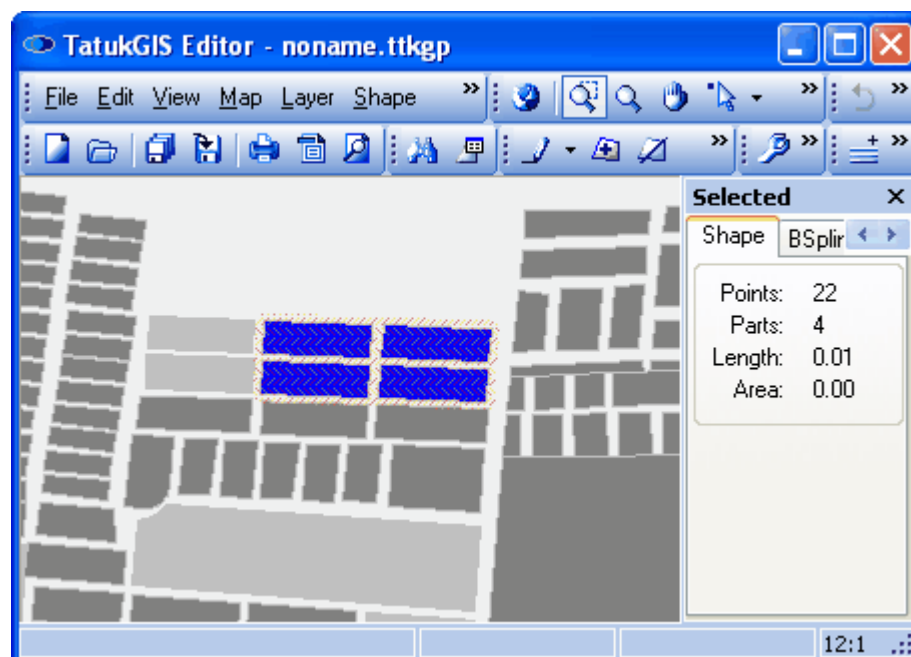 TatukGIS Editor - noname.ttkgp
File Edit View Map Layer Shape
Selected
Shape BSplin
Points: 22
Parts: 4
Length: 0.01
Area: 0.00
12:1